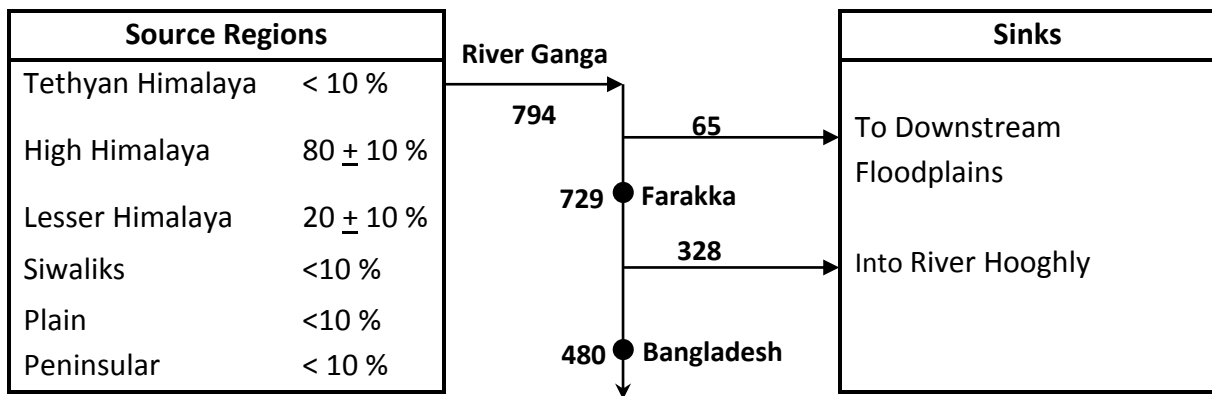 Source Regions
Tethyan Himalaya < 10 %
High Himalaya 80 ± 10 %
Lesser Himalaya 20 ± 10 %
Siwaliks <10 %
Plain <10 %
Peninsular < 10 %
River Ganga
794
65
729 Farakka
328
480 Bangladesh
Sinks
To Downstream
Floodplains
Into River Hooghly